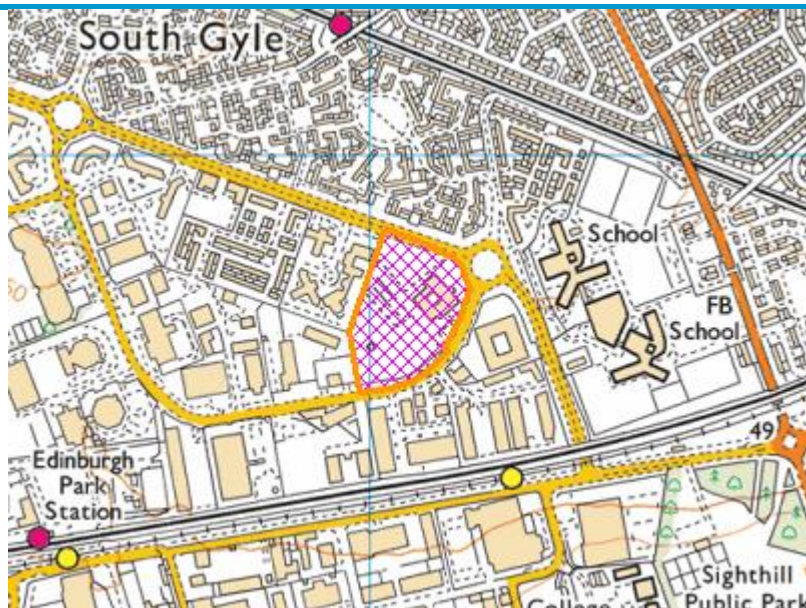 South Gyle
School
FB
School
49
Edinburgh
Park
Station
Sighthill
Public Park